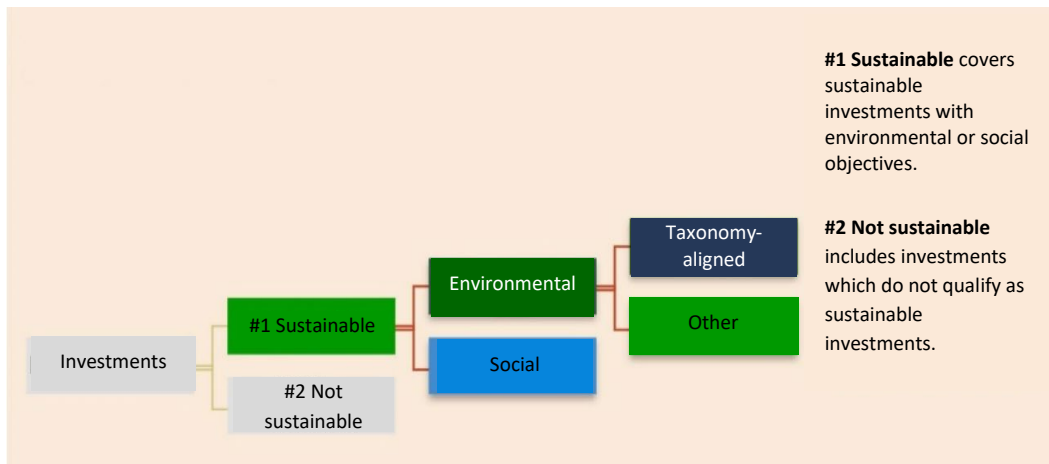 #1 Sustainable covers
sustainable
investments with
environmental or social
objectives.
#2 Not sustainable
includes investments
which do not qualify as
sustainable
investments.
Investments
#1 Sustainable
#2 Not
sustainable
Environmental
Social
Taxonomy-
aligned
Other